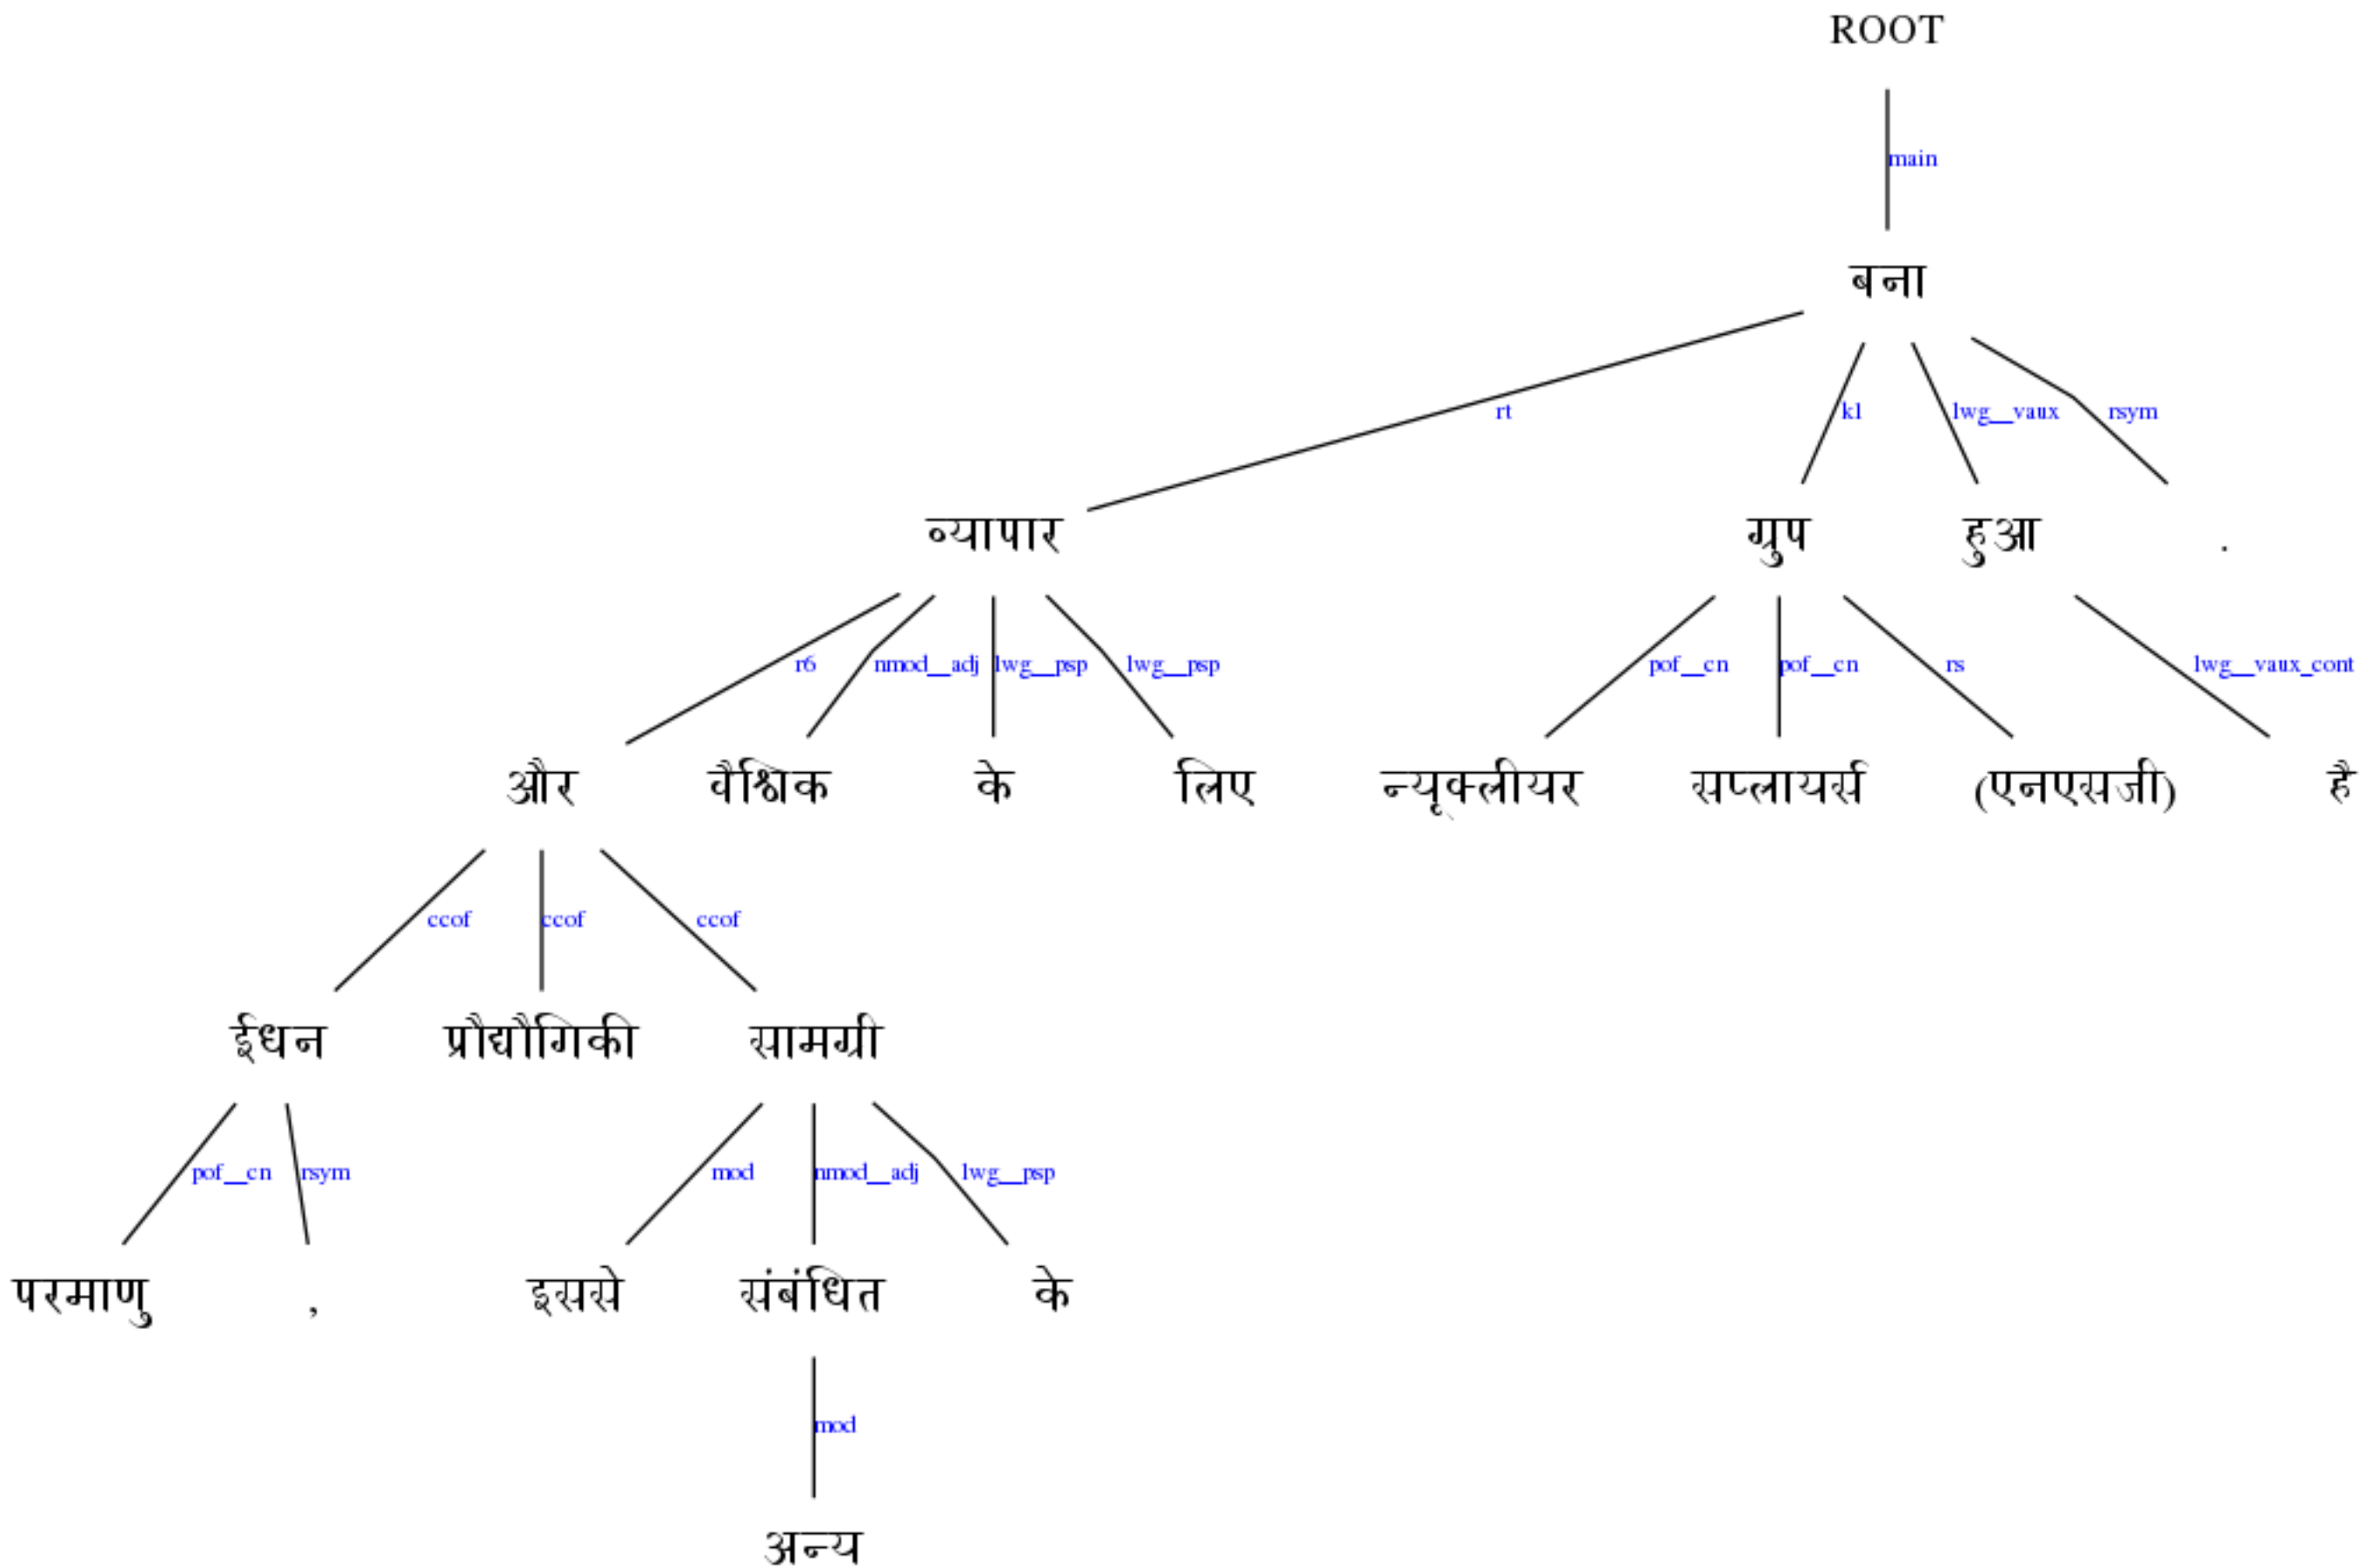 ROOT
main
बना
rt k1 lwg__vaux rsym
व्यापार ग्रुप हुआ .
r6 nmod__adj lwg__psp lwg__psp pof__cn pof__cn rs lwg__vaux_cont
और वैश्विक के लिए न्यूक्लीयर सप्लायर्स (एनएसजी) है
ccof ccof ccof
ईधन प्रौद्यौगिकी सामग्री
pof__cn rsym mod nmod__adj lwg__psp
परमाणु , इससे संबंधित के
mod
अन्य